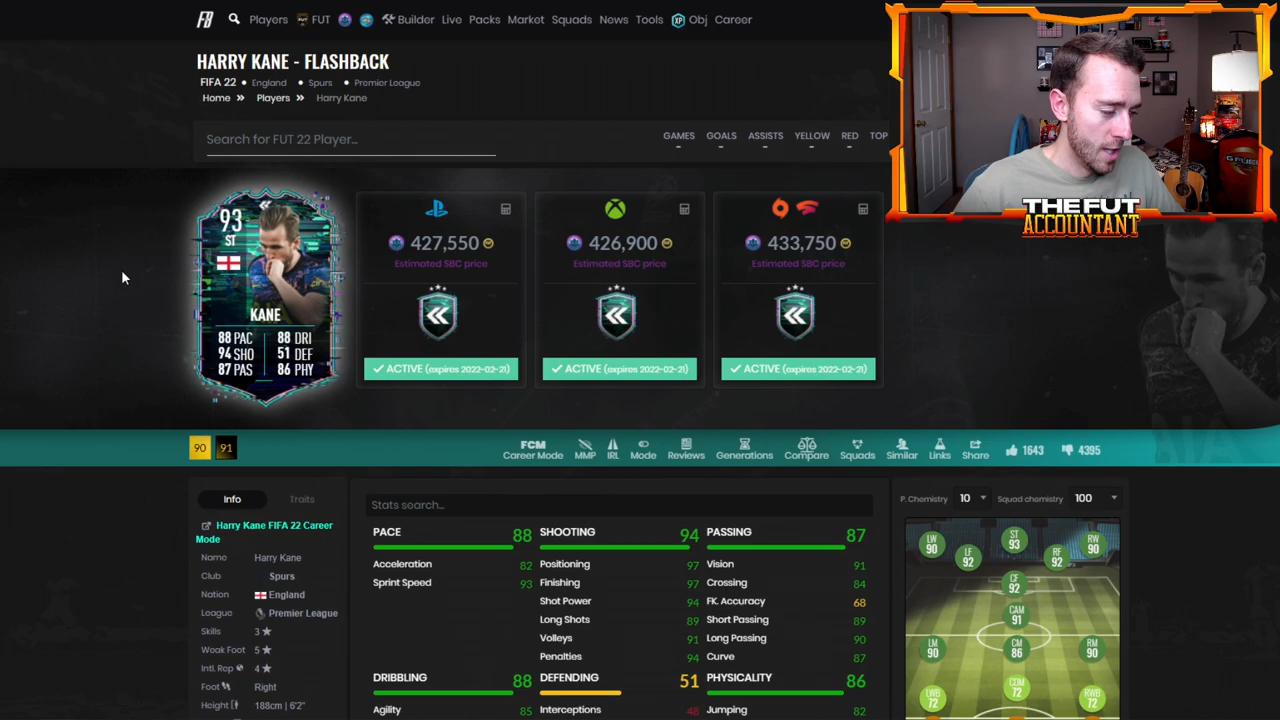 FB Players FUT Builder Live Packs Market Squads News Tools XP Obj Career
HARRY KANE - FLASHBACK
FIFA 22 • England • Spurs • Premier League
Home » Players » Harry Kane
Search for FUT 22 Player...
GAMES GOALS ASSISTS YELLOW RED TOP
- - - - -
THE FUT
ACCOUNTANT
93
ST
KANE
88 PAC 88 DRI
94 SHO 51 DEF
87 PAS 86 PHY
427,550
Estimated SBC price
ACTIVE (expires 2022-02-21)
426,900
Estimated SBC price
ACTIVE (expires 2022-02-21)
433,750
Estimated SBC price
ACTIVE (expires 2022-02-21)
90 91
FCM
Career Mode MMP IRL Mode Reviews Generations Compare Squads Similar Links Share 1643 4395
Info Traits
Harry Kane FIFA 22 Career
Mode
Name Harry Kane
Club Spurs
Nation England
League Premier League
Skills 3
Weak Foot 5
Intl. Rep 4
Foot Right
Height 188cm | 6'2"
Stats search...
PACE 88
Acceleration 82
Sprint Speed 93
SHOOTING 94
Positioning 97
Finishing 97
Shot Power 94
Long Shots 89
Volleys 91
Penalties 94
PASSING 87
Vision 91
Crossing 84
FK. Accuracy 68
Short Passing 89
Long Passing 90
Curve 87
DRIBBLING 88
Agility 85
DEFENDING 51
Interceptions 48
PHYSICALITY 86
Jumping 82
P. Chemistry 10 Squad chemistry 100
LW
90
LF
92
ST
93
RF
92
RW
90
CF
92
CAM
91
LM
90
CM
86
RM
90
LWB
72
CDM
72
RWB
72